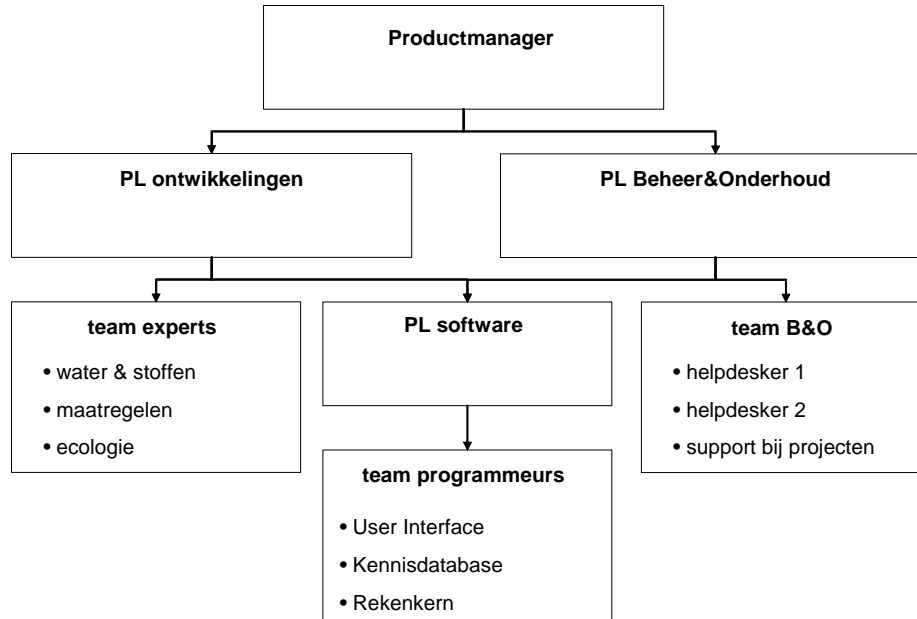 Productmanager
PL ontwikkelingen
PL Beheer&Onderhoud
team experts
• water & stoffen
• maatregelen
• ecologie
PL software
team B&O
• helpdesker 1
• helpdesker 2
• support bij projecten
team programmeurs
• User Interface
• Kennisdatabase
• Rekenkern